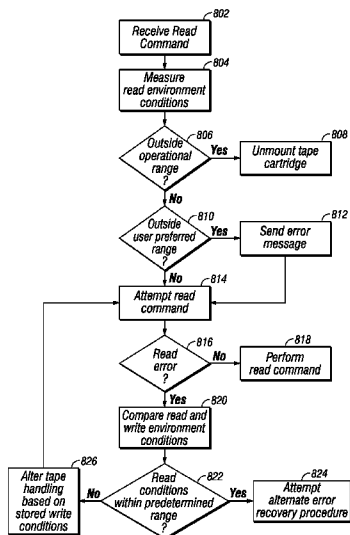 802
Receive Read
Command
804
Measure
read environment
conditions
806
Outside
operational
range
?
Yes
808
Unmount tape
cartridge
No
810
Outside
user preferred
range
?
Yes
812
Send error
message
No
814
Attempt read
command
816
Read
error
?
No
818
Perform
read command
Yes
820
Compare read and
write environment
conditions
822
Read
conditions
within predetermined
range
?
No
826
Alter tape
handling
based on
stored write
conditions
Yes
824
Attempt
alternate error
recovery procedure